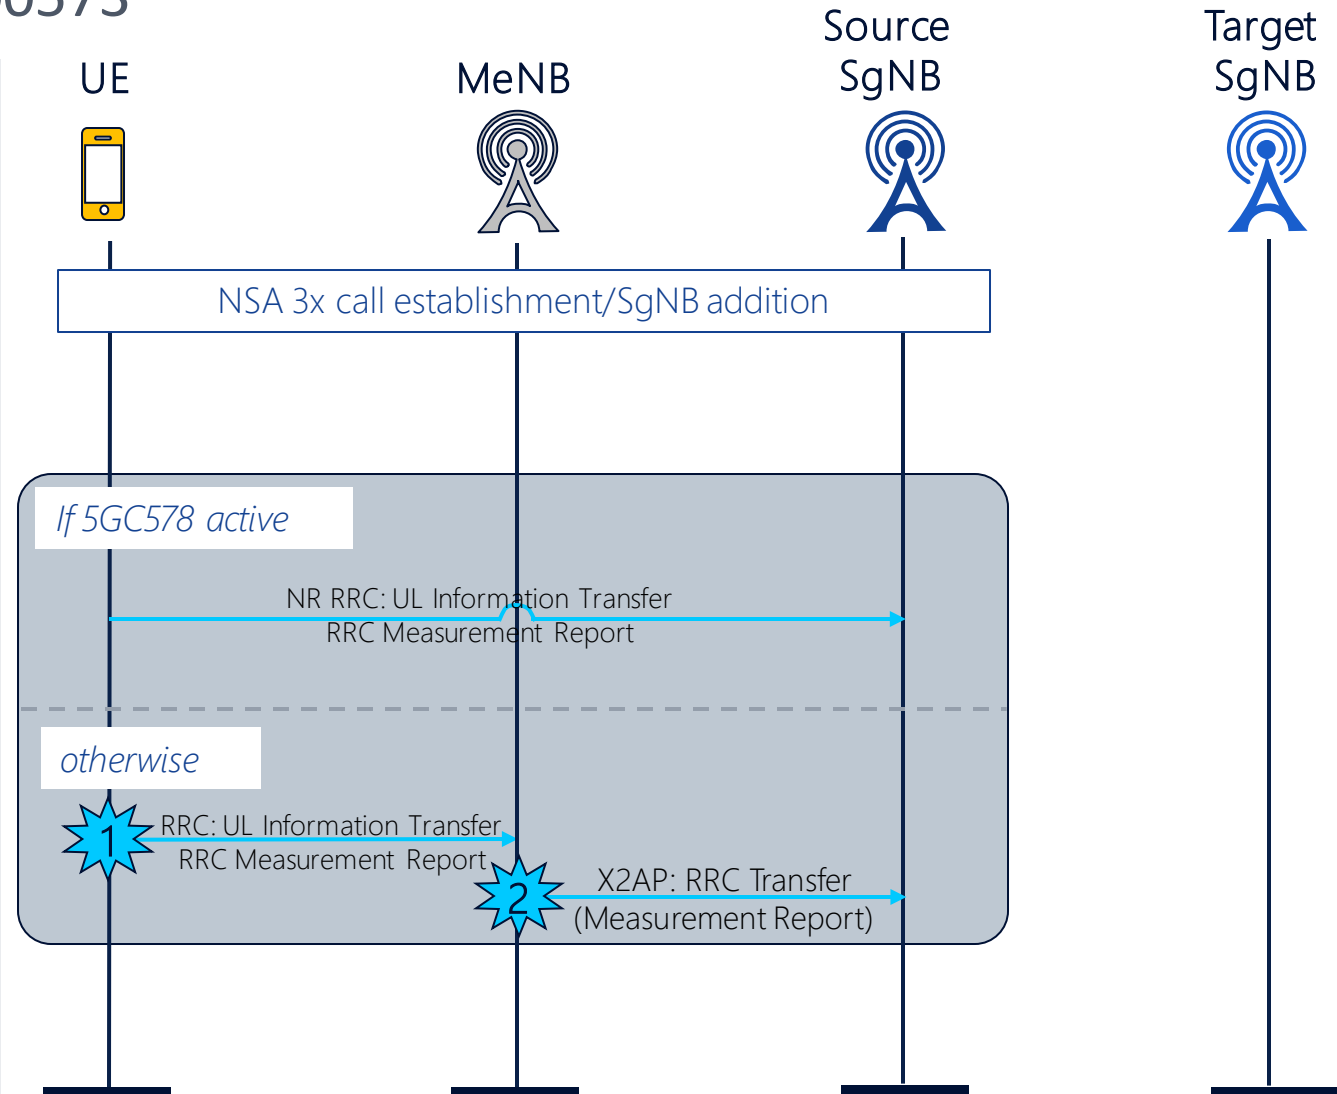 UE
MeNB
Source
SgNB
Target
SgNB
NSA 3x call establishment/SgNB addition
If 5GC578 active
NR RRC: UL Information Transfer
RRC Measurement Report
otherwise
1
RRC: UL Information Transfer
RRC Measurement Report
2
X2AP: RRC Transfer
(Measurement Report)